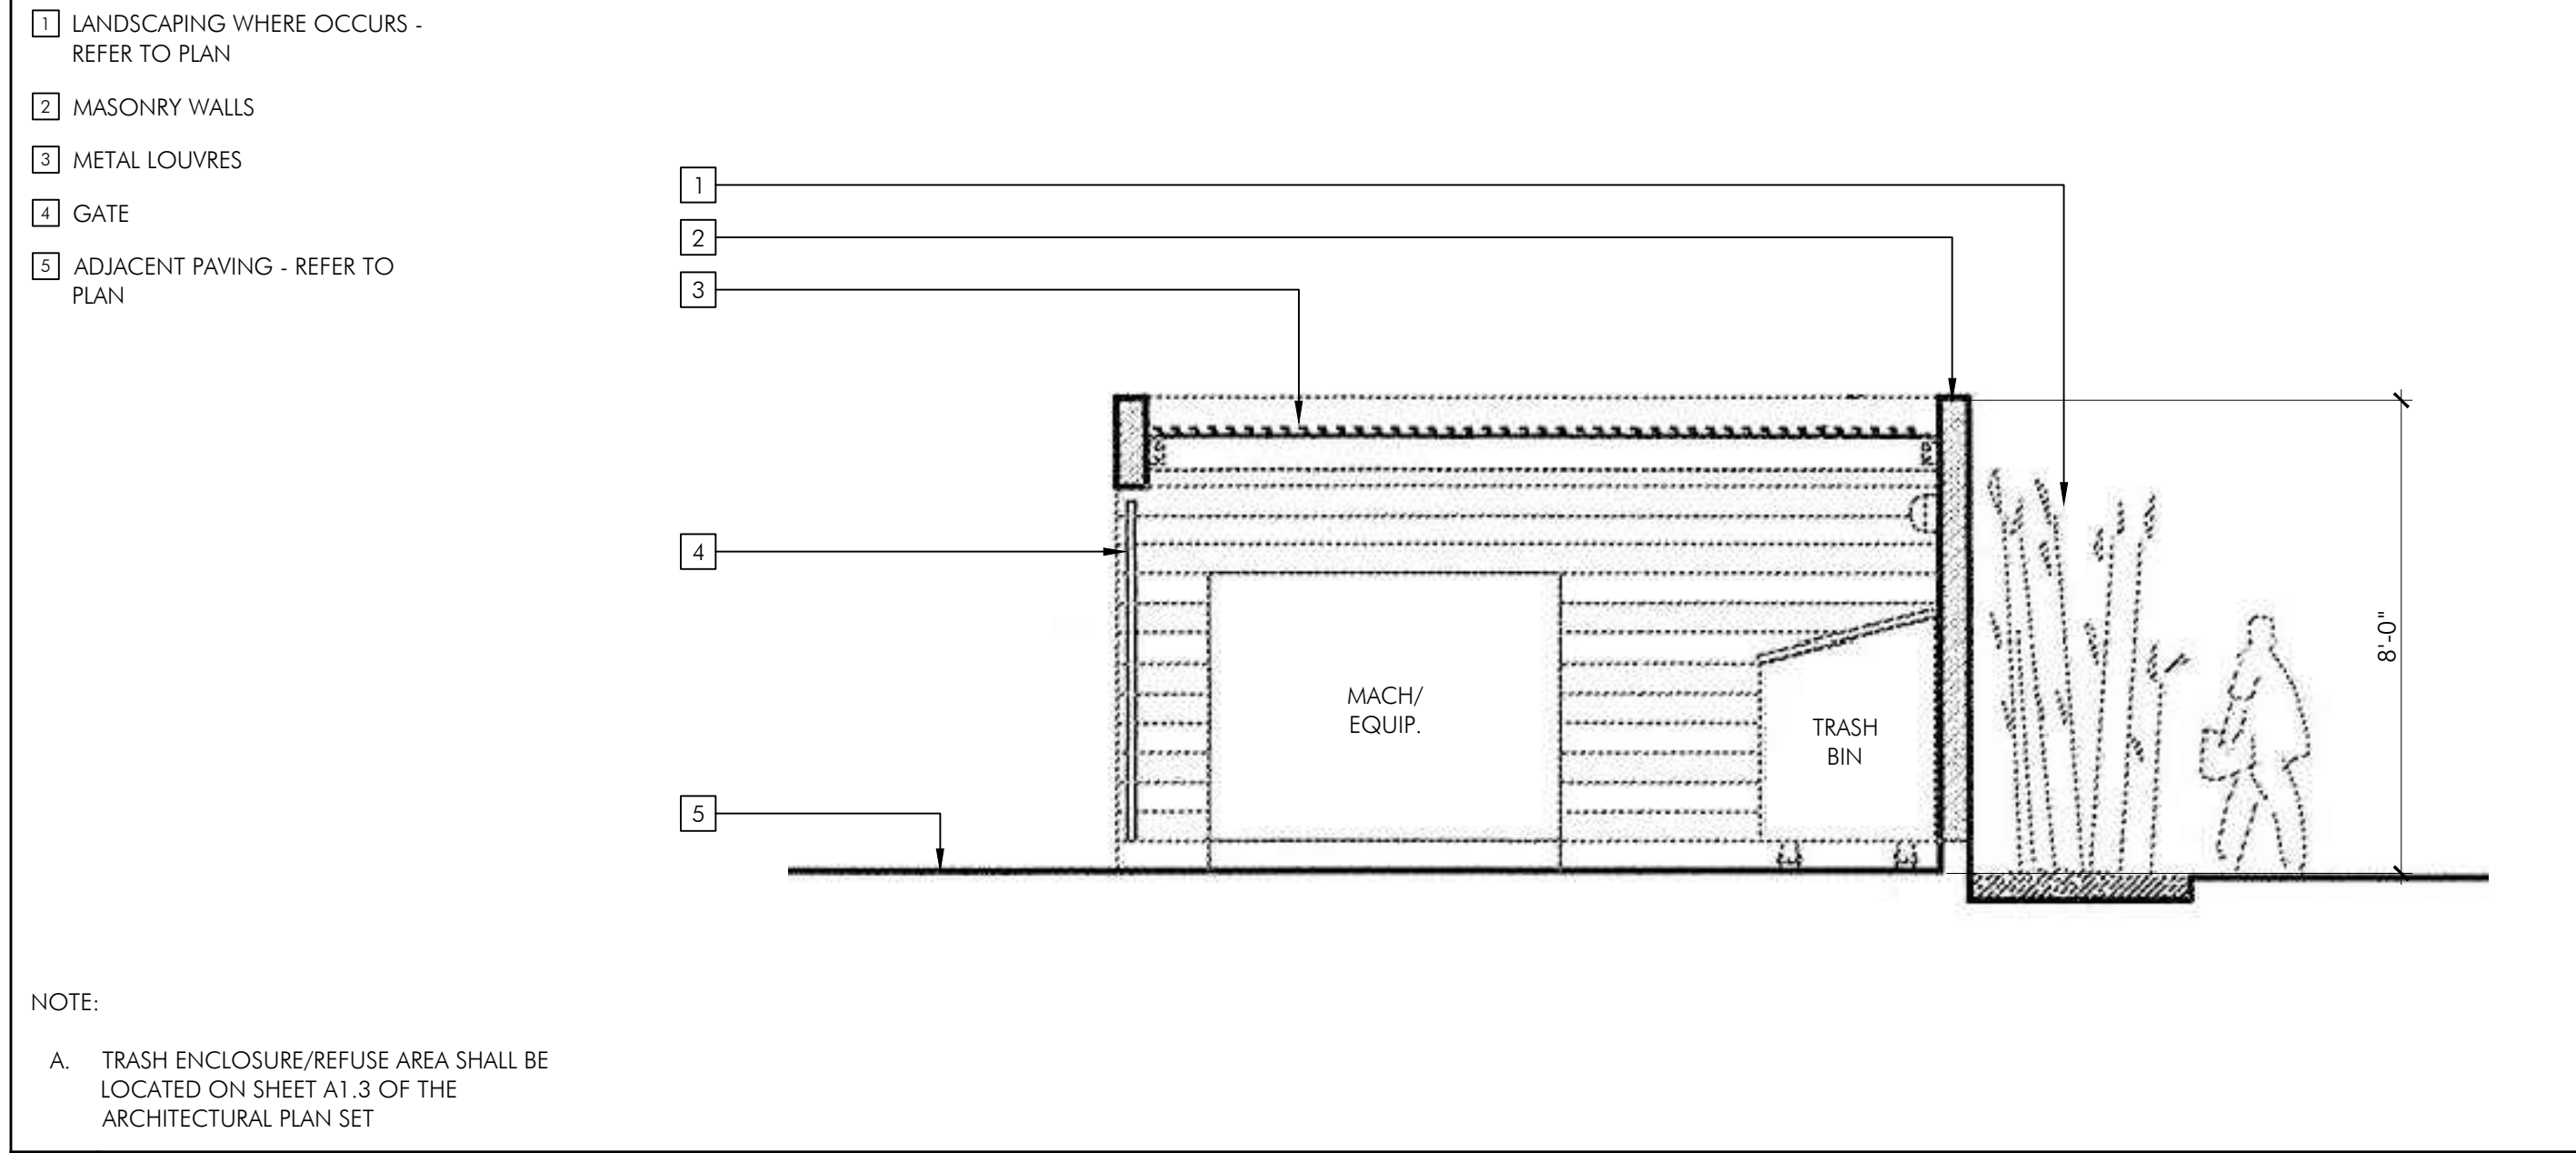 1 LANDSCAPING WHERE OCCURS -
REFER TO PLAN
2 MASONRY WALLS
3 METAL LOUVRES
4 GATE
5 ADJACENT PAVING - REFER TO
PLAN
1
2
3
4
5
MACH/
EQUIP.
TRASH
BIN
8'-0"
NOTE:
A. TRASH ENCLOSURE/REFUSE AREA SHALL BE
LOCATED ON SHEET A1.3 OF THE
ARCHITECTURAL PLAN SET